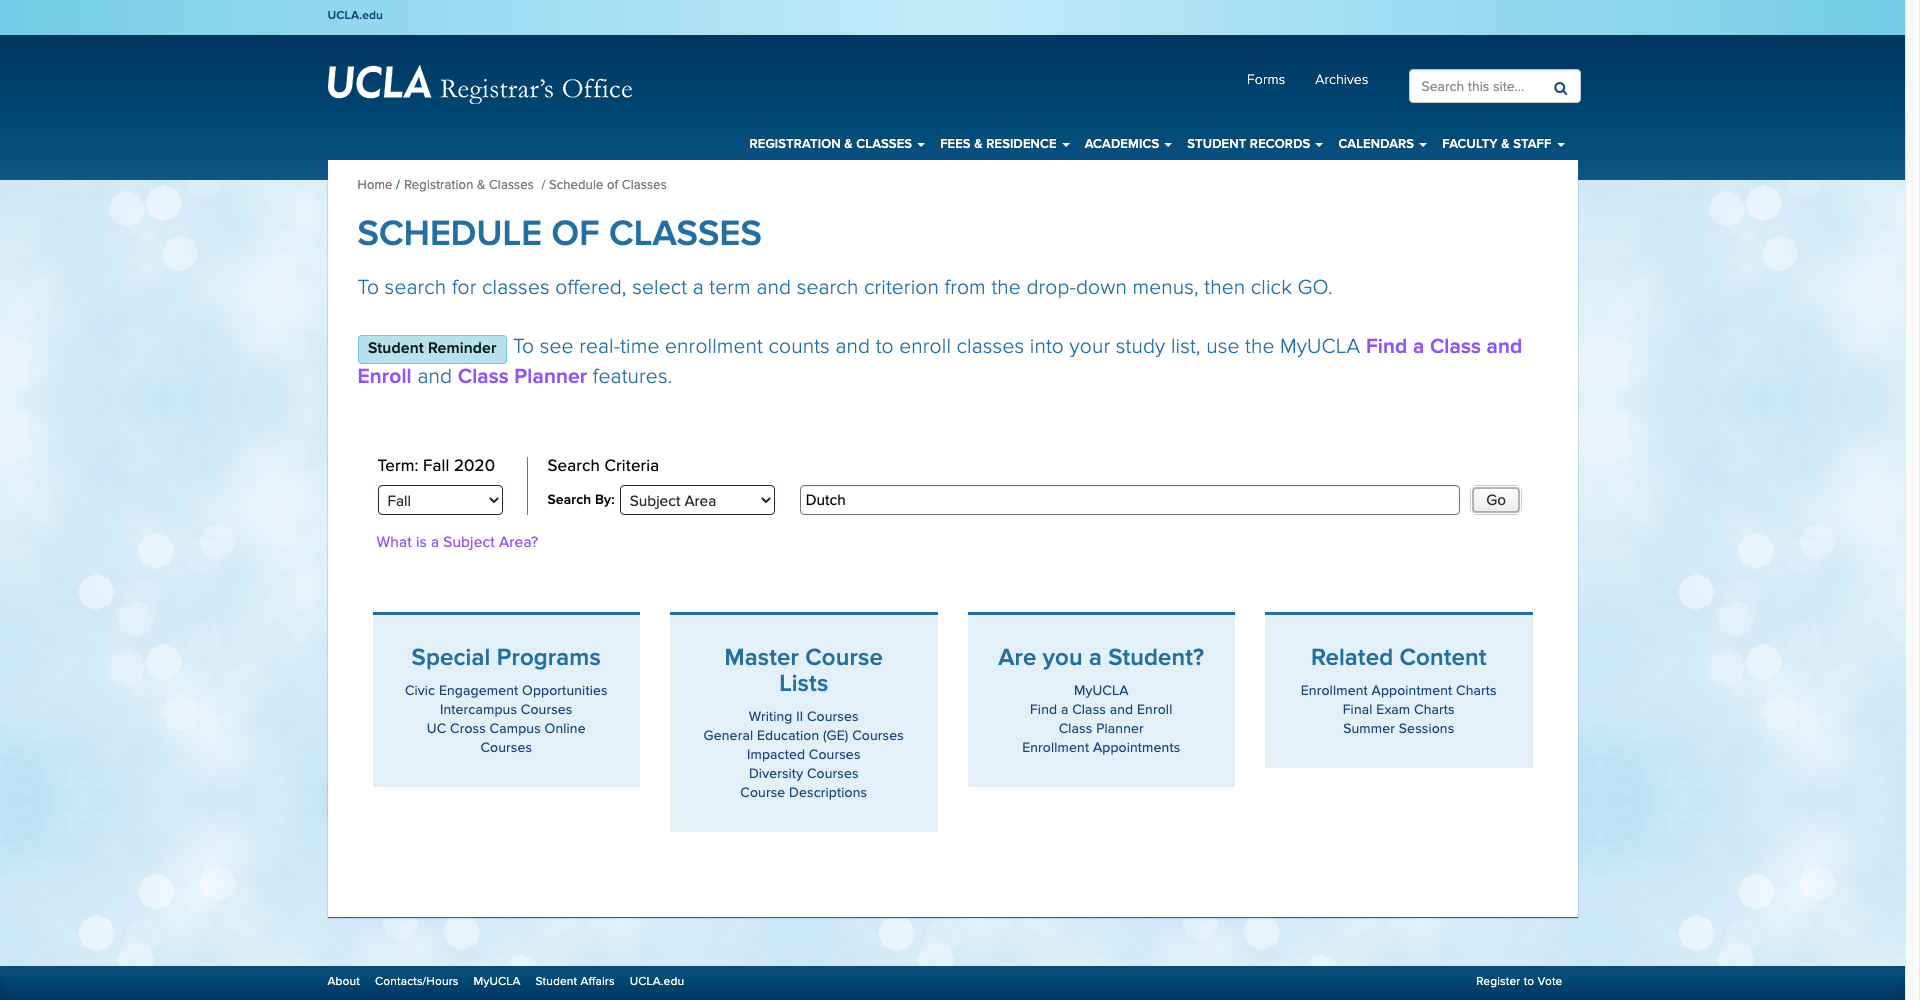 UCLA.edu
UCLA Registrar's Office
Forms Archives Search this site...
REGISTRATION & CLASSES FEES & RESIDENCE ACADEMICS STUDENT RECORDS CALENDARS FACULTY & STAFF
Home / Registration & Classes / Schedule of Classes
SCHEDULE OF CLASSES
To search for classes offered, select a term and search criterion from the drop-down menus, then click GO.
Student Reminder To see real-time enrollment counts and to enroll classes into your study list, use the MyUCLA Find a Class and
Enroll and Class Planner features.
Term: Fall 2020 Search Criteria
Fall Search By: Subject Area Dutch Go
What is a Subject Area?
Special Programs
Civic Engagement Opportunities
Intercampus Courses
UC Cross Campus Online
Courses
Master Course
Lists
Writing II Courses
General Education (GE) Courses
Impacted Courses
Diversity Courses
Course Descriptions
Are you a Student?
MyUCLA
Find a Class and Enroll
Class Planner
Enrollment Appointments
Related Content
Enrollment Appointment Charts
Final Exam Charts
Summer Sessions
About Contacts/Hours MyUCLA Student Affairs UCLA.edu Register to Vote